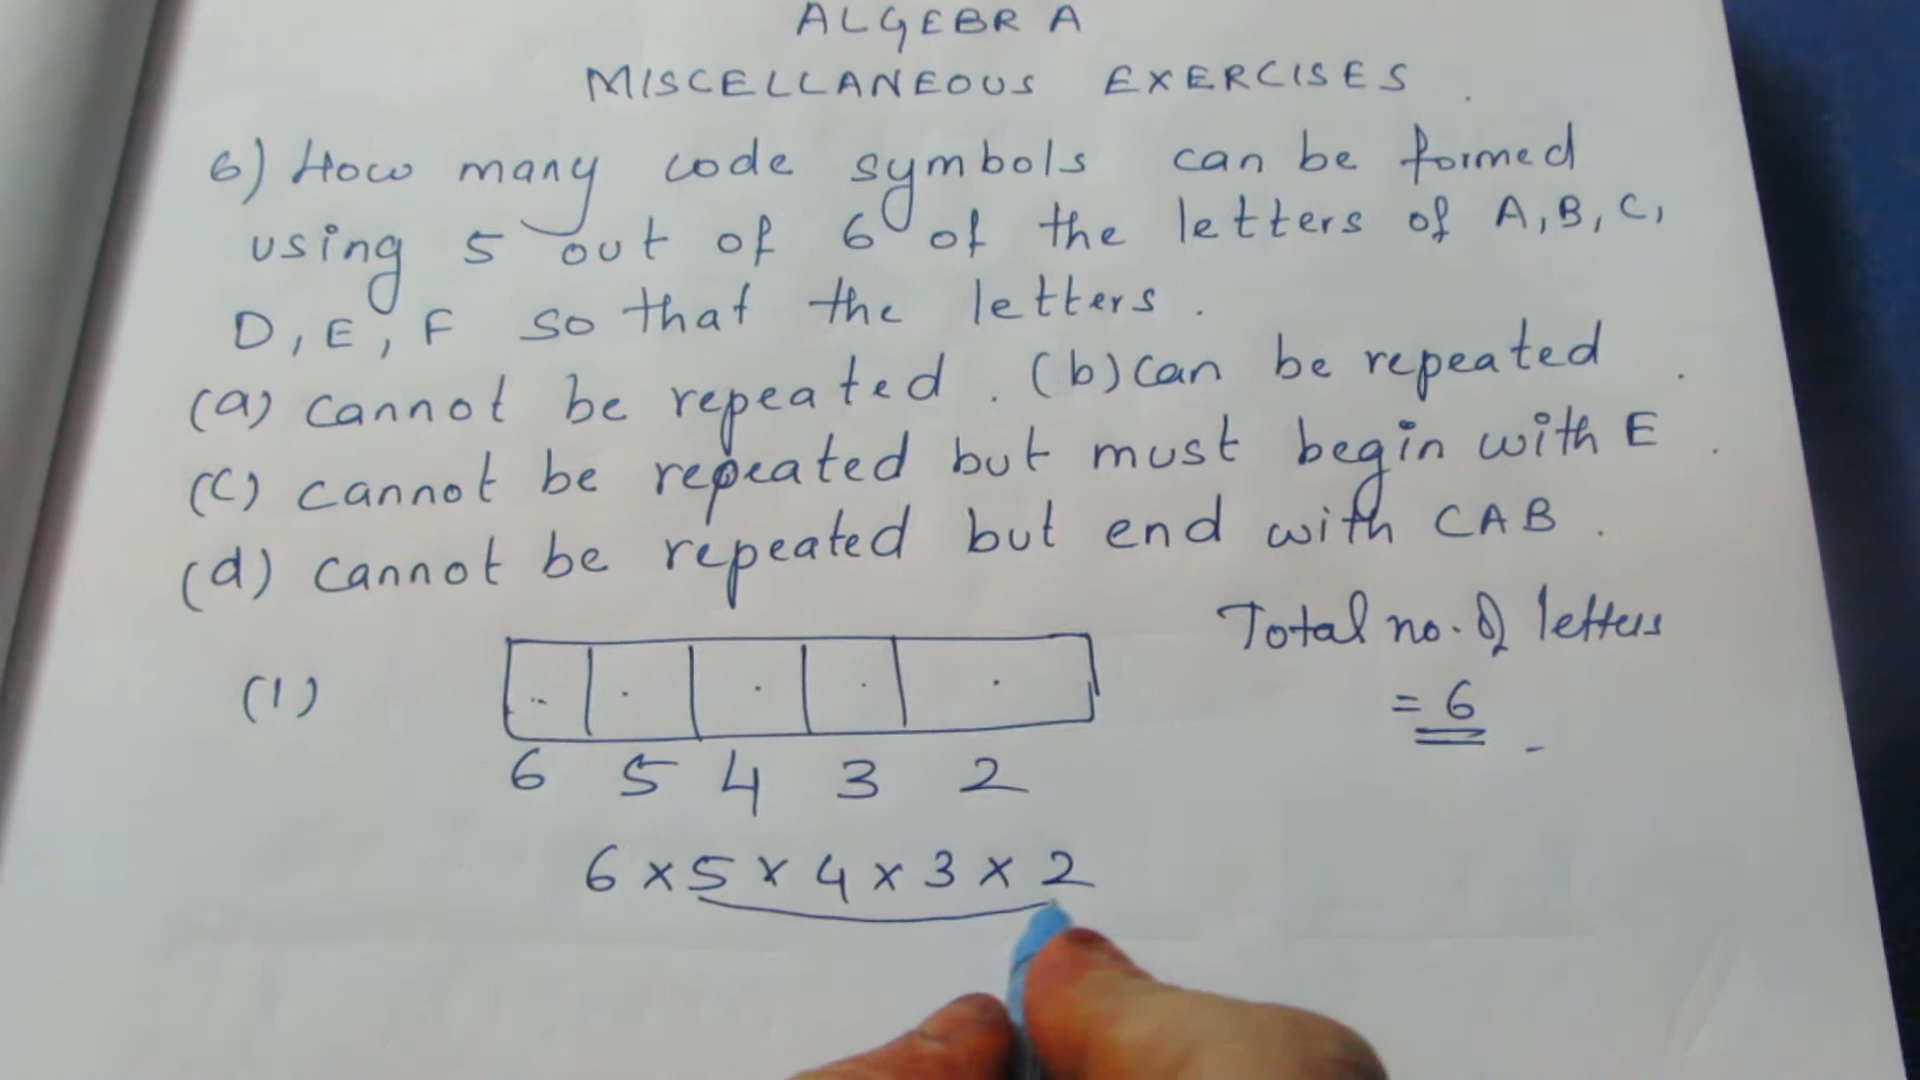 ALGEBRA
MISCELLANEOUS EXERCISES.
6) How many code symbols can be formed
using 5 out of 6 of the letters of A, B, C,
D, E, F so that the letters.
(a) cannot be repeated. (b) can be repeated.
(C) cannot be repeated but must begin with E.
(d) cannot be repeated but end with CAB.
Total no. of letters
= 6
(1)
6 5 4 3 2
6 × 5 × 4 × 3 × 2